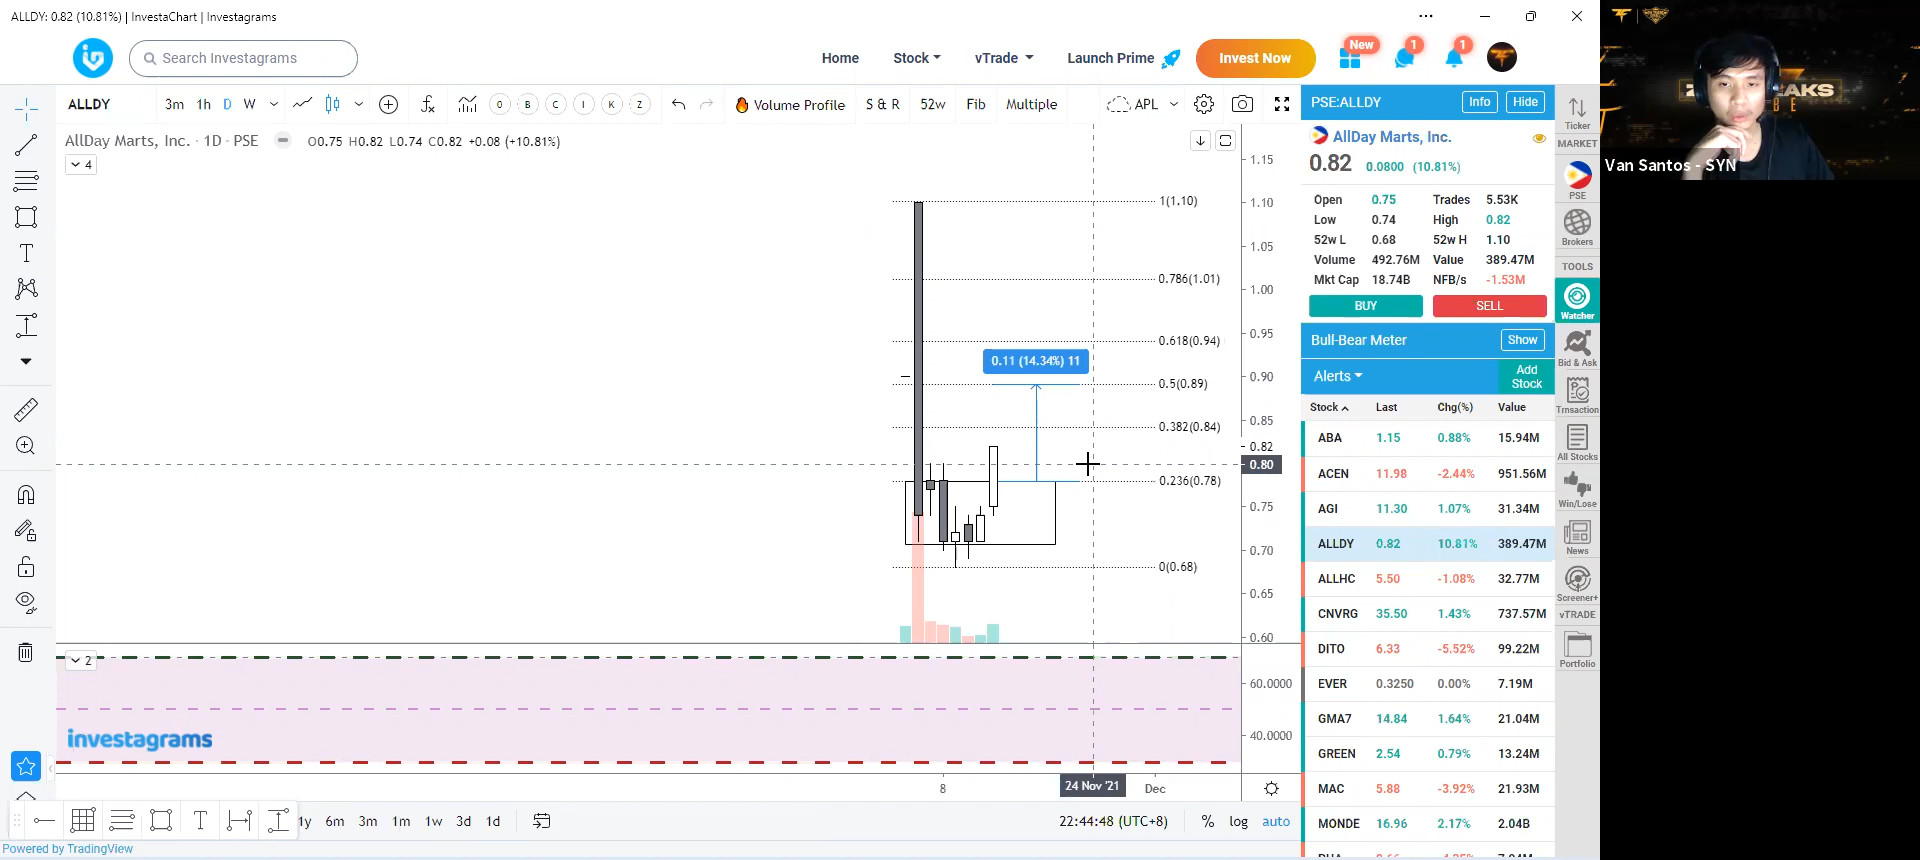 ALLDY: 0.82 (10.81%) | InvestaChart | Investagrams
Search Investagrams
Home
Stock
vTrade
Launch Prime
Invest Now
New
1
1
ALLDY
3m
1h
D
W
O
B
C
I
K
Z
Volume Profile
S & R
52w
Fib
Multiple
APL
AllDay Marts, Inc. · 1D · PSE
O0.75 H0.82 L0.74 C0.82 +0.08 (+10.81%)
4
1(1.10)
0.786(1.01)
0.618(0.94)
0.11 (14.34%) 11
0.5(0.89)
0.382(0.84)
0.236(0.78)
0(0.68)
1.15
1.10
1.05
1.00
0.95
0.90
0.85
0.82
0.80
0.75
0.70
0.65
0.60
2
60.0000
40.0000
investagrams
8
24 Nov '21
Dec
1y
6m
3m
1m
1w
3d
1d
22:44:48 (UTC+8)
%
log
auto
Powered by TradingView
PSE:ALLDY
Info
Hide
AllDay Marts, Inc.
0.82 0.0800 (10.81%)
Open 0.75 Trades 5.53K
Low 0.74 High 0.82
52w L 0.68 52w H 1.10
Volume 492.76M Value 389.47M
Mkt Cap 18.74B NFB/s -1.53M
BUY
SELL
Bull-Bear Meter
Show
Alerts
Add
Stock
Stock Last Chg(%) Value
ABA 1.15 0.88% 15.94M
ACEN 11.98 -2.44% 951.56M
AGI 11.30 1.07% 31.34M
ALLDY 0.82 10.81% 389.47M
ALLHC 5.50 -1.08% 32.77M
CNVRG 35.50 1.43% 737.57M
DITO 6.33 -5.52% 99.22M
EVER 0.3250 0.00% 7.19M
GMA7 14.84 1.64% 21.04M
GREEN 2.54 0.79% 13.24M
MAC 5.88 -3.92% 21.93M
MONDE 16.96 2.17% 2.04B
Ticker
MARKET
PSE
Brokers
TOOLS
Watcher
Bid & Ask
Trnsaction
All Stocks
Win/Lose
News
Screener+
vTRADE
Portfolio
Van Santos - SYN